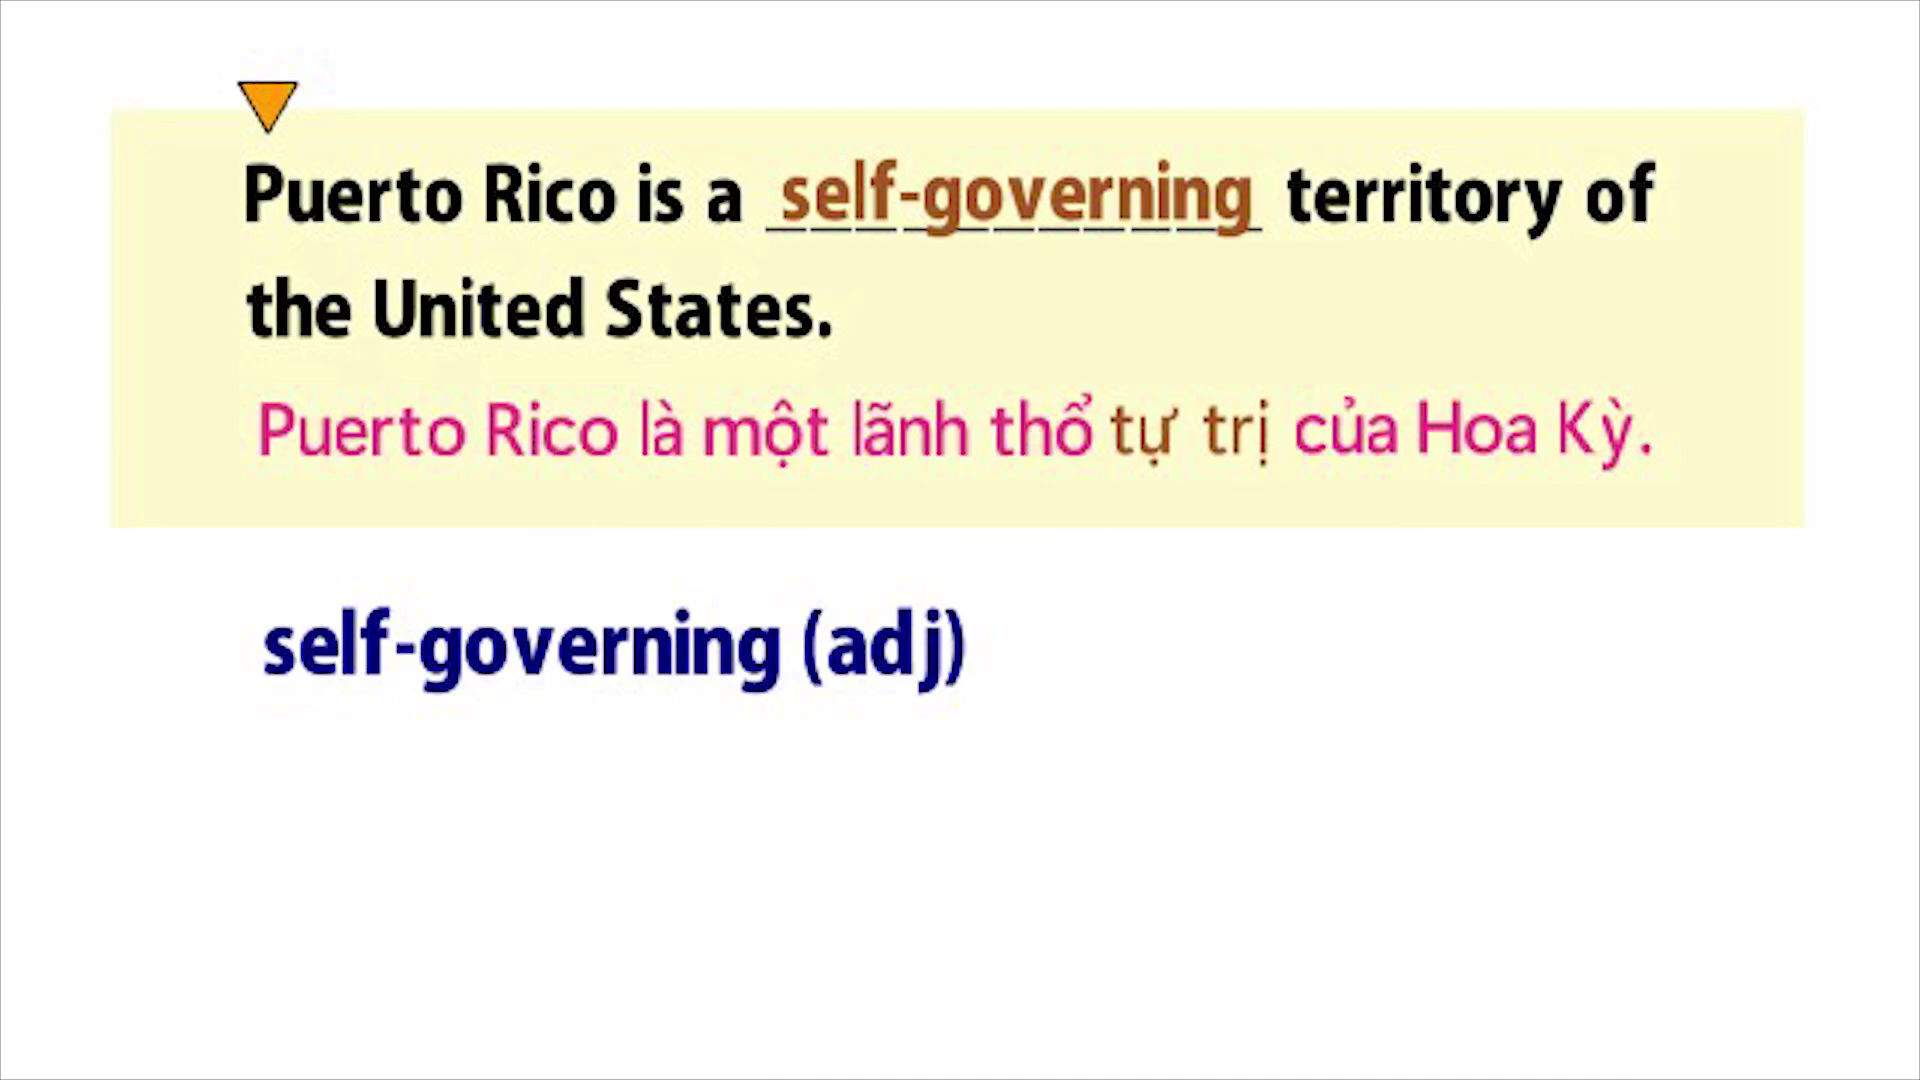 Puerto Rico is a self-governing territory of
the United States.
Puerto Rico là một lãnh thổ tự trị của Hoa Kỳ.
self-governing (adj)